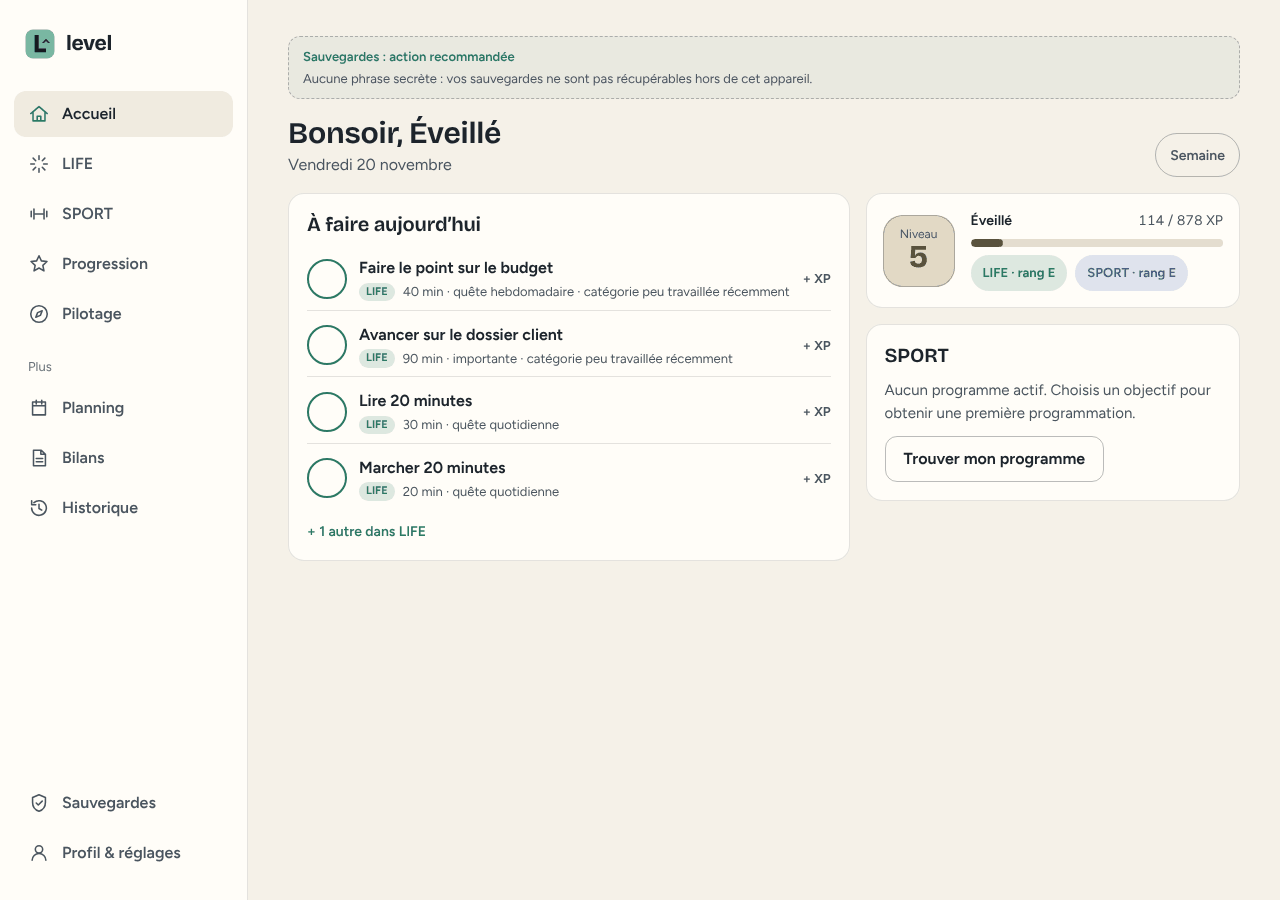 level
Accueil
LIFE
SPORT
Progression
Pilotage
Plus
Planning
Bilans
Historique
Sauvegardes
Profil & réglages
Sauvegardes : action recommandée
Aucune phrase secrète : vos sauvegardes ne sont pas récupérables hors de cet appareil.
Bonsoir, Éveillé
Vendredi 20 novembre
Semaine
À faire aujourd’hui
Faire le point sur le budget
LIFE 40 min · quête hebdomadaire · catégorie peu travaillée récemment
+ XP
Avancer sur le dossier client
LIFE 90 min · importante · catégorie peu travaillée récemment
+ XP
Lire 20 minutes
LIFE 30 min · quête quotidienne
+ XP
Marcher 20 minutes
LIFE 20 min · quête quotidienne
+ XP
+ 1 autre dans LIFE
Niveau
5
Éveillé 114 / 878 XP
LIFE · rang E SPORT · rang E
SPORT
Aucun programme actif. Choisis un objectif pour
obtenir une première programmation.
Trouver mon programme